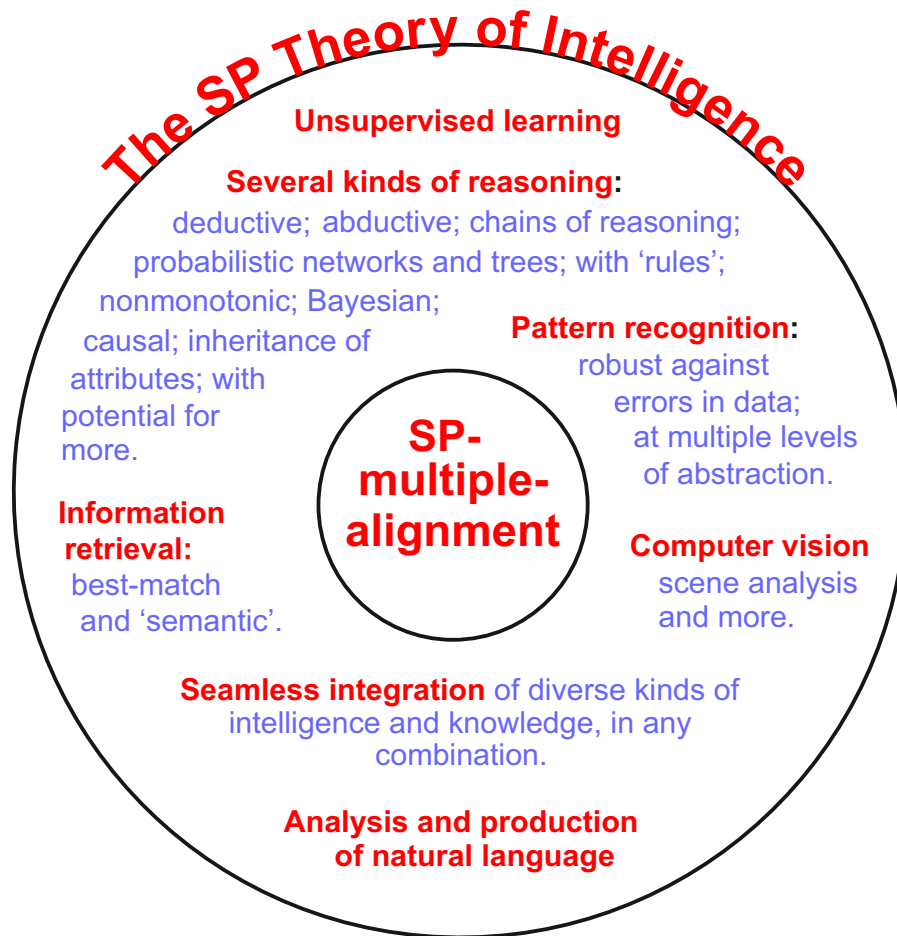 The SP Theory of Intelligence
Unsupervised learning
Several kinds of reasoning:
deductive; abductive; chains of reasoning;
probabilistic networks and trees; with ‘rules’;
nonmonotonic; Bayesian;
causal; inheritance of
attributes; with
potential for
more.
Pattern recognition:
robust against
errors in data;
at multiple levels
of abstraction.
SP-
multiple-
alignment
Information
retrieval:
best-match
and ‘semantic’.
Computer vision
scene analysis
and more.
Seamless integration of diverse kinds of
intelligence and knowledge, in any
combination.
Analysis and production
of natural language